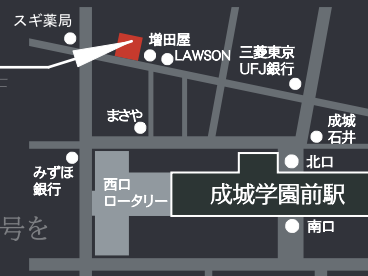 スギ薬局
増田屋
LAWSON
三菱東京
UFJ銀行
まさや
成城
石井
みずほ
銀行
西口
ロータリー
北口
成城学園前駅
南口
号を